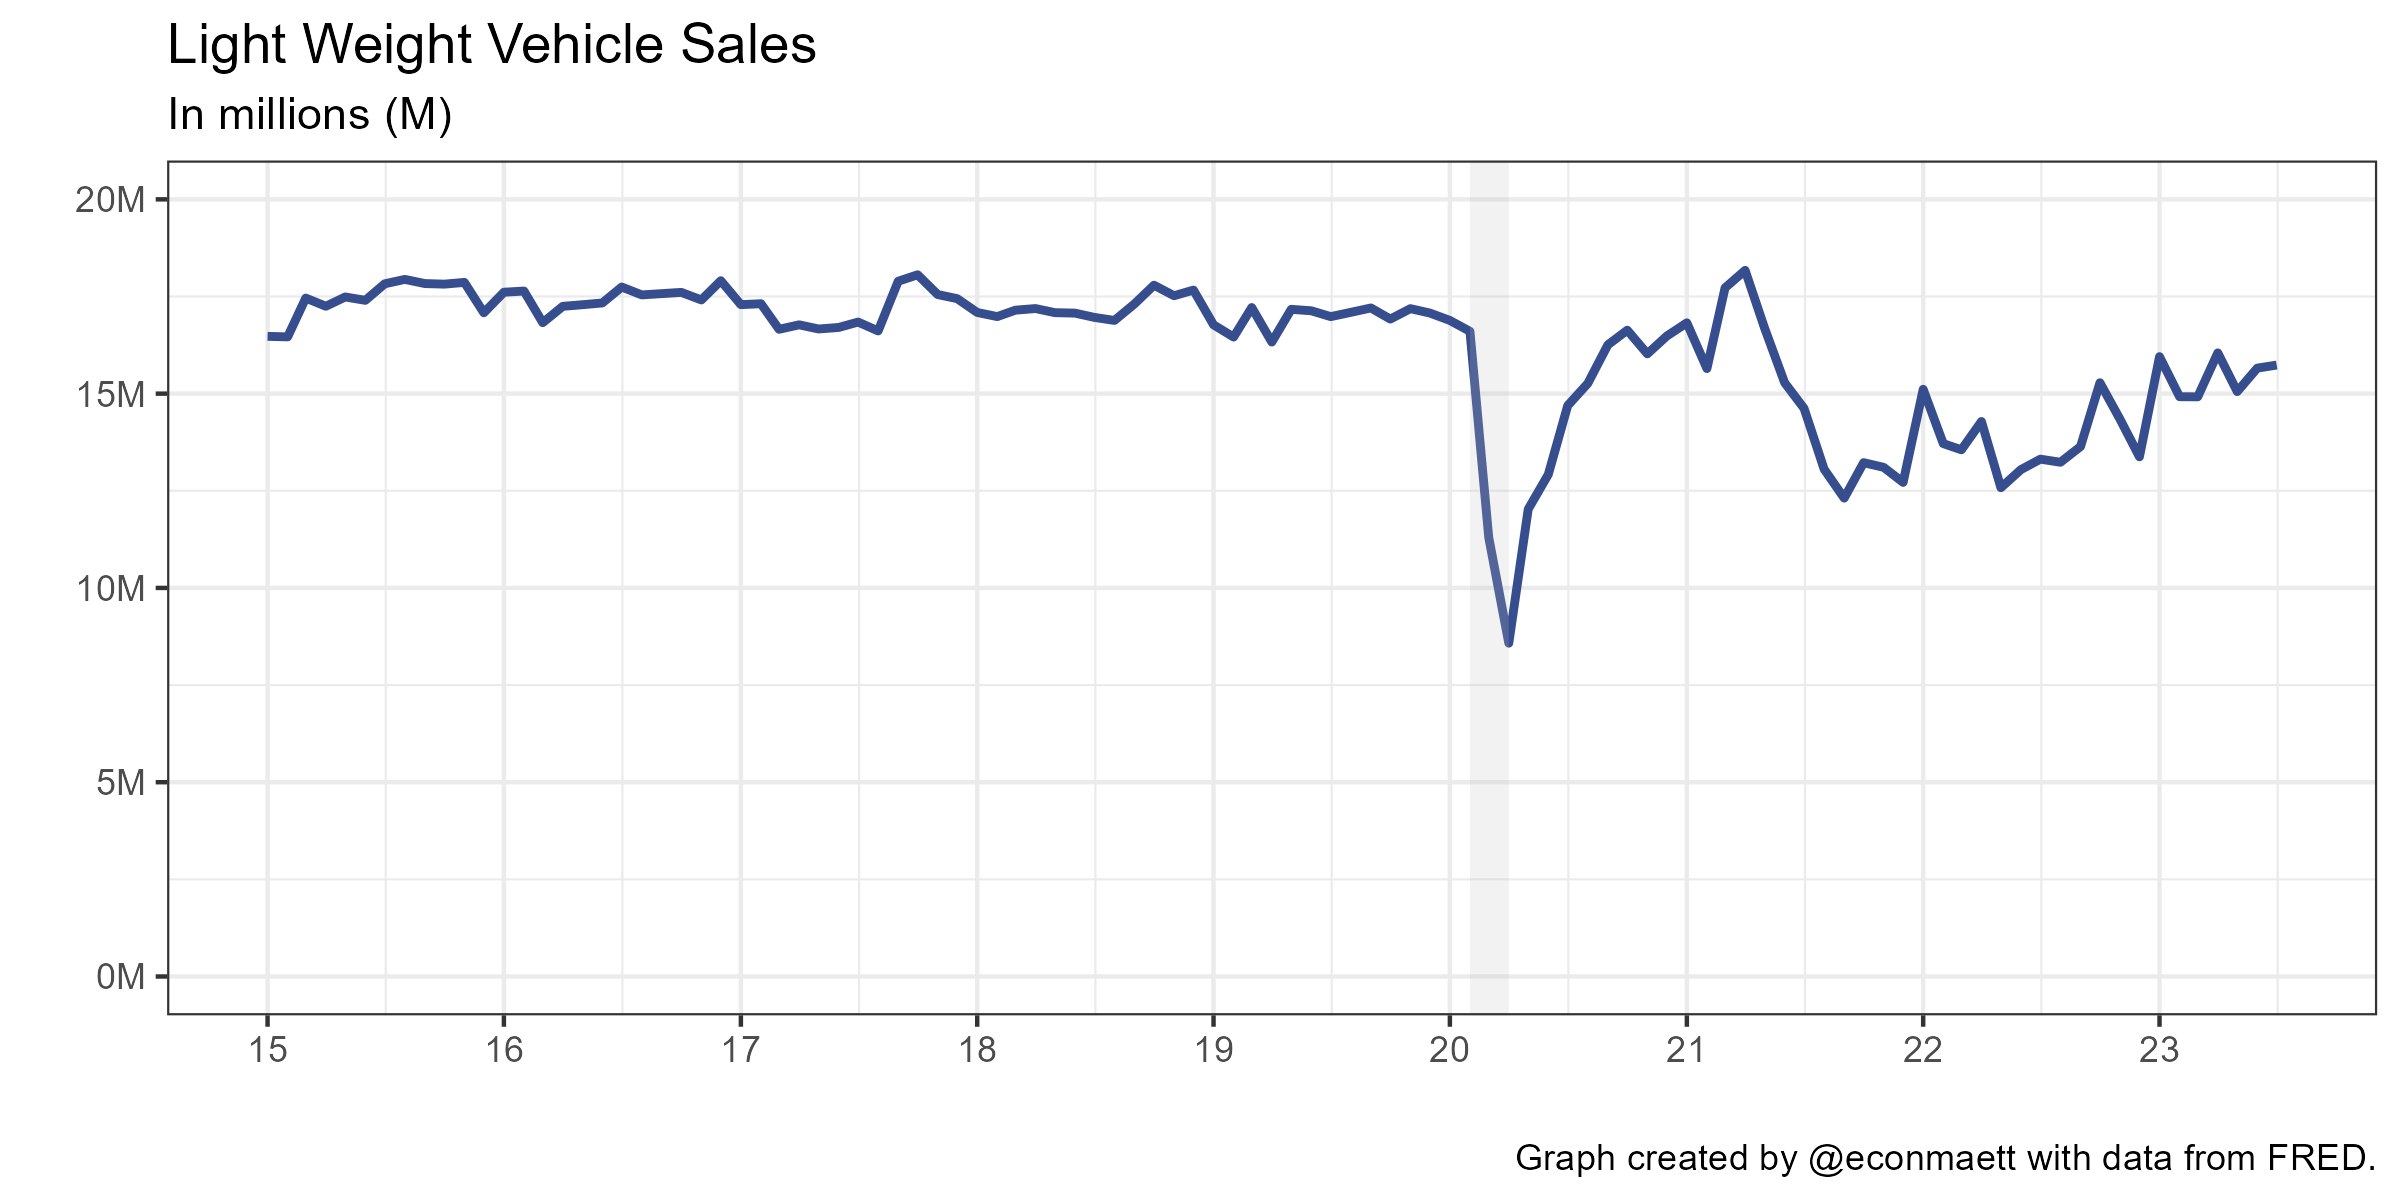 Light Weight Vehicle Sales
In millions (M)
20M
15M
10M
5M
0M
15 16 17 18 19 20 21 22 23
Graph created by @econmaett with data from FRED.